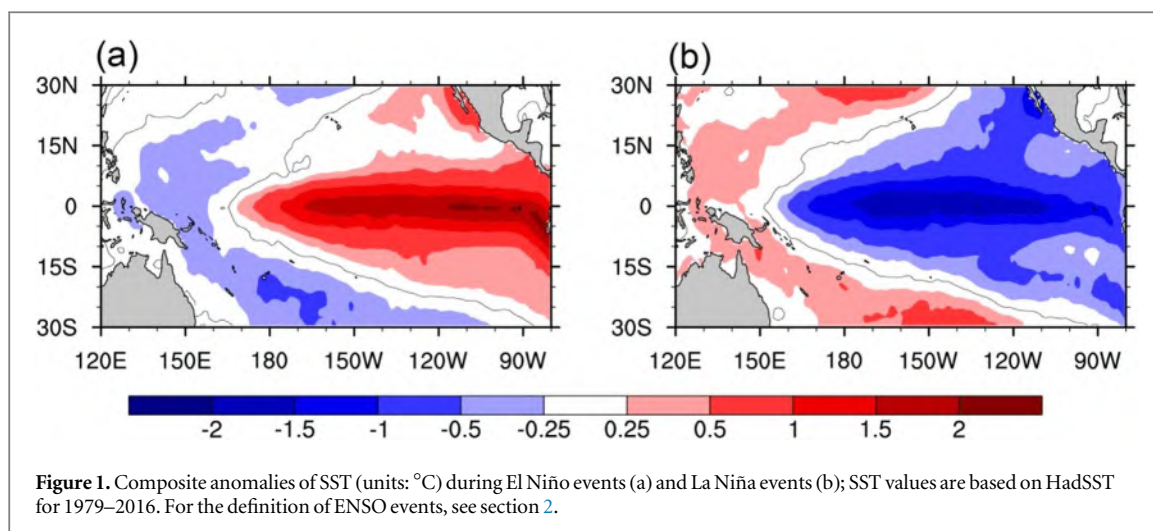 (a)
(b)
30N
15N
0
15S
30S
120E 150E 180 150W 120W 90W
30N
15N
0
15S
30S
120E 150E 180 150W 120W 90W
-2 -1.5 -1 -0.5 -0.25 0.25 0.5 1 1.5 2
Figure 1. Composite anomalies of SST (units: °C) during El Niño events (a) and La Niña events (b); SST values are based on HadSST
for 1979–2016. For the definition of ENSO events, see section 2.